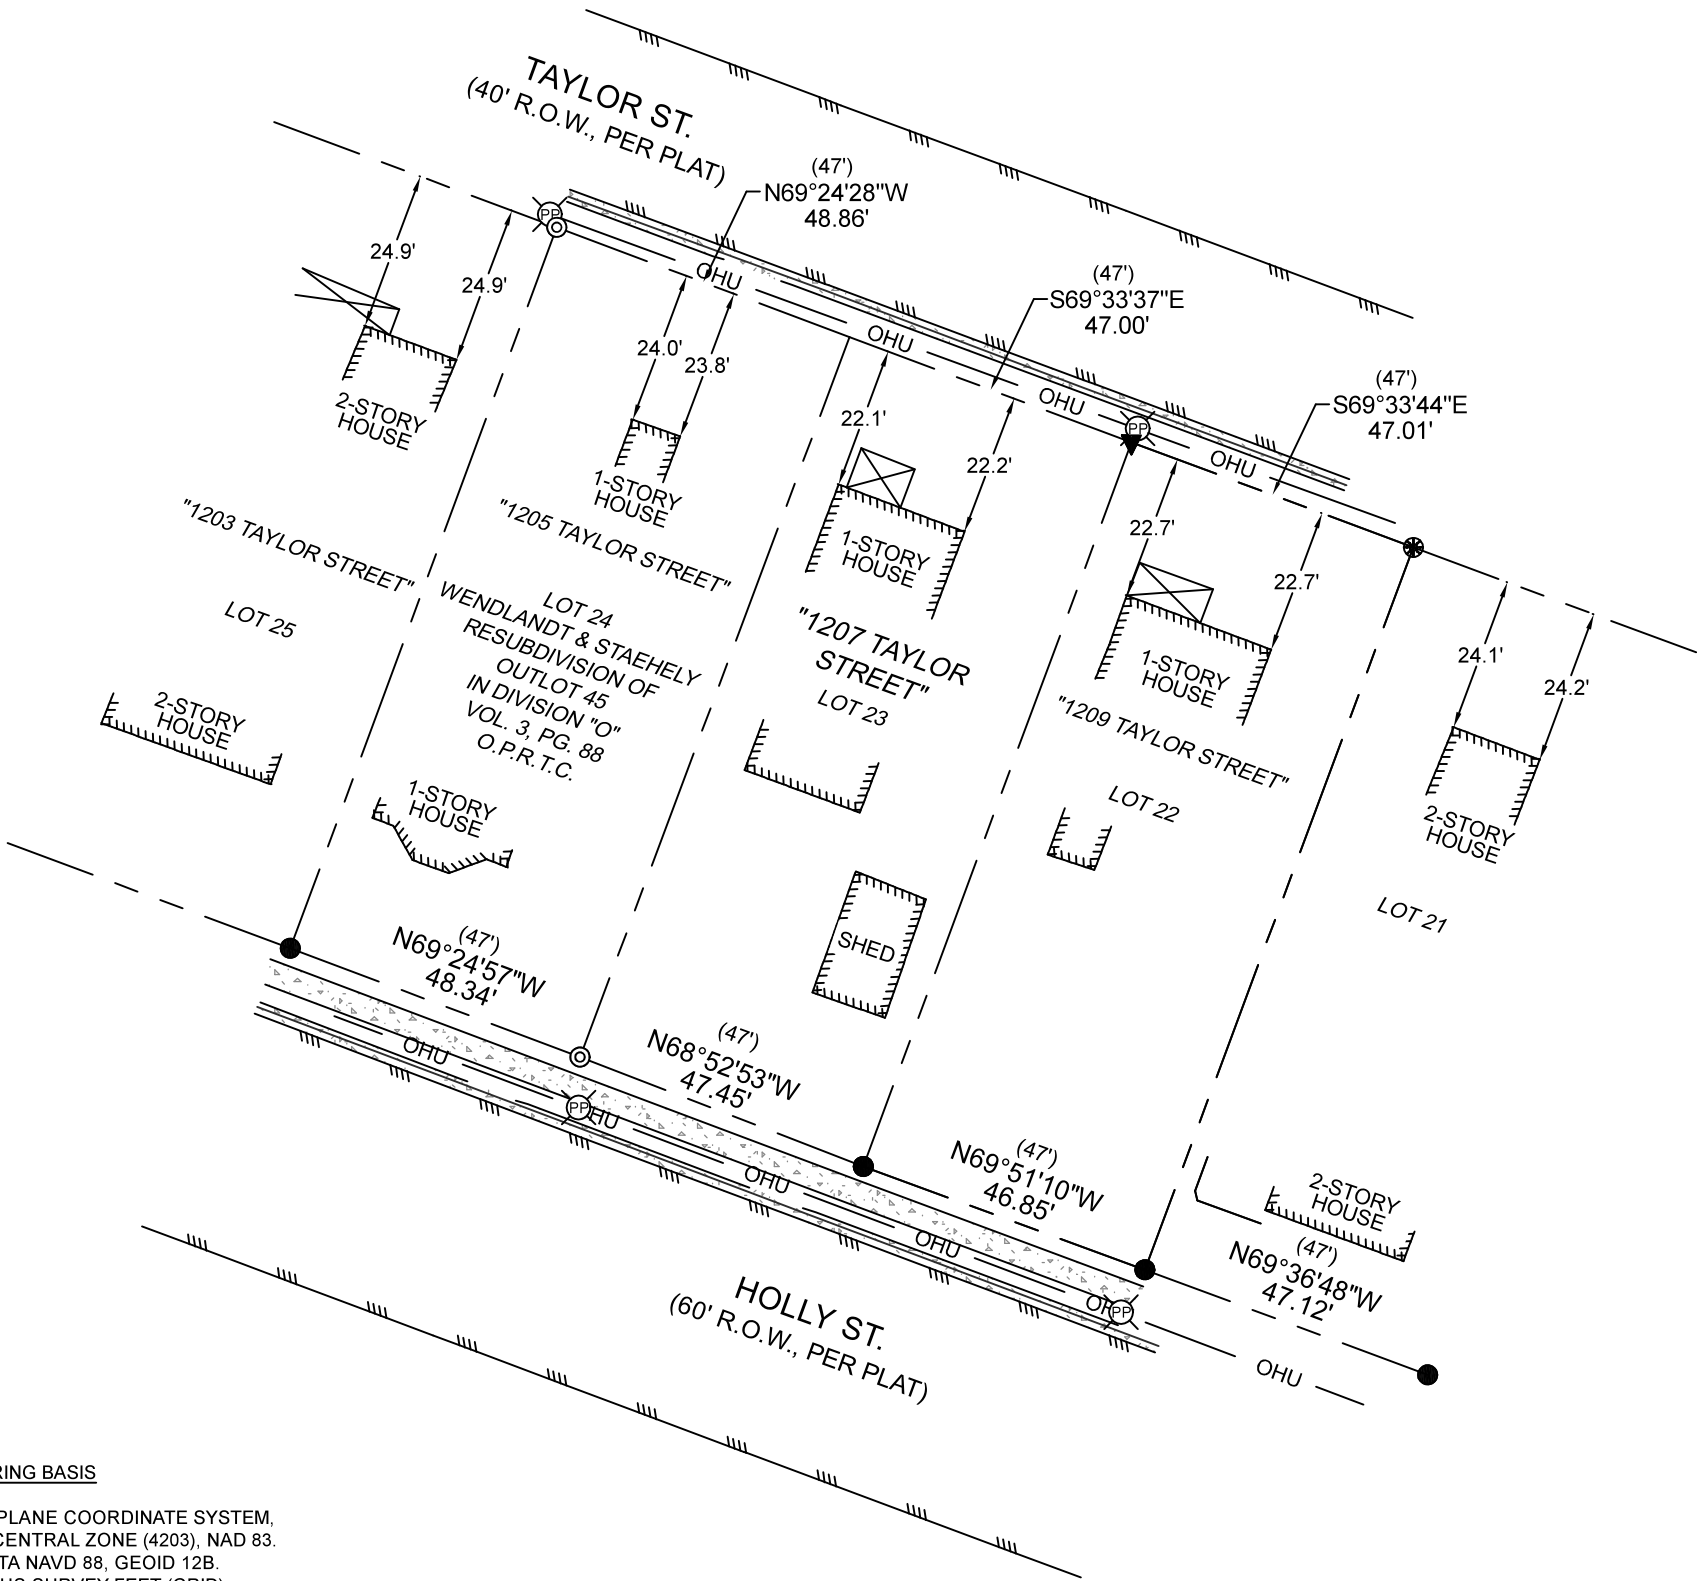 TAYLOR ST.
(40' R.O.W., PER PLAT)
(47')
N69°24'28"W
48.86'
(47')
S69°33'37"E
47.00'
(47')
S69°33'44"E
47.01'
PP
OHU
OHU
OHU
PP
OHU
24.9'
24.9'
24.0'
23.8'
22.1'
22.2'
22.7'
22.7'
24.1'
24.2'
2-STORY
HOUSE
1-STORY
HOUSE
1-STORY
HOUSE
1-STORY
HOUSE
2-STORY
HOUSE
"1203 TAYLOR STREET"
LOT 25
"1205 TAYLOR STREET"
LOT 24
WENDLANDT & STAEHELY
RESUBDIVISION OF
OUTLOT 45
IN DIVISION "O"
VOL. 3, PG. 88
O.P.R.T.C.
"1207 TAYLOR
STREET"
LOT 23
"1209 TAYLOR STREET"
LOT 22
LOT 21
2-STORY
HOUSE
1-STORY
HOUSE
SHED
2-STORY
HOUSE
(47')
N69°24'57"W
48.34'
(47')
N68°52'53"W
47.45'
(47')
N69°51'10"W
46.85'
(47')
N69°36'48"W
47.12'
OHU
PP
HU
OHU
OHU
PP
OHU
HOLLY ST.
(60' R.O.W., PER PLAT)
RING BASIS
PLANE COORDINATE SYSTEM,
CENTRAL ZONE (4203), NAD 83.
TA NAVD 88, GEOID 12B.